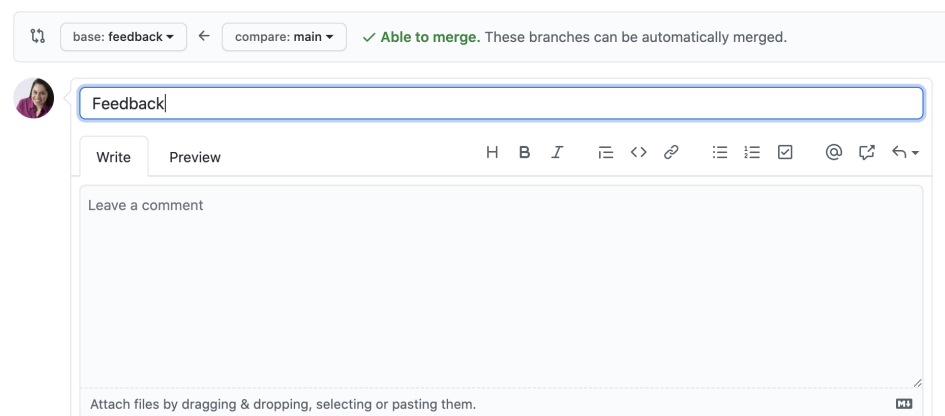 base: feedback compare: main Able to merge. These branches can be automatically merged.
Feedback
Write Preview H B I @
Leave a comment
Attach files by dragging & dropping, selecting or pasting them.